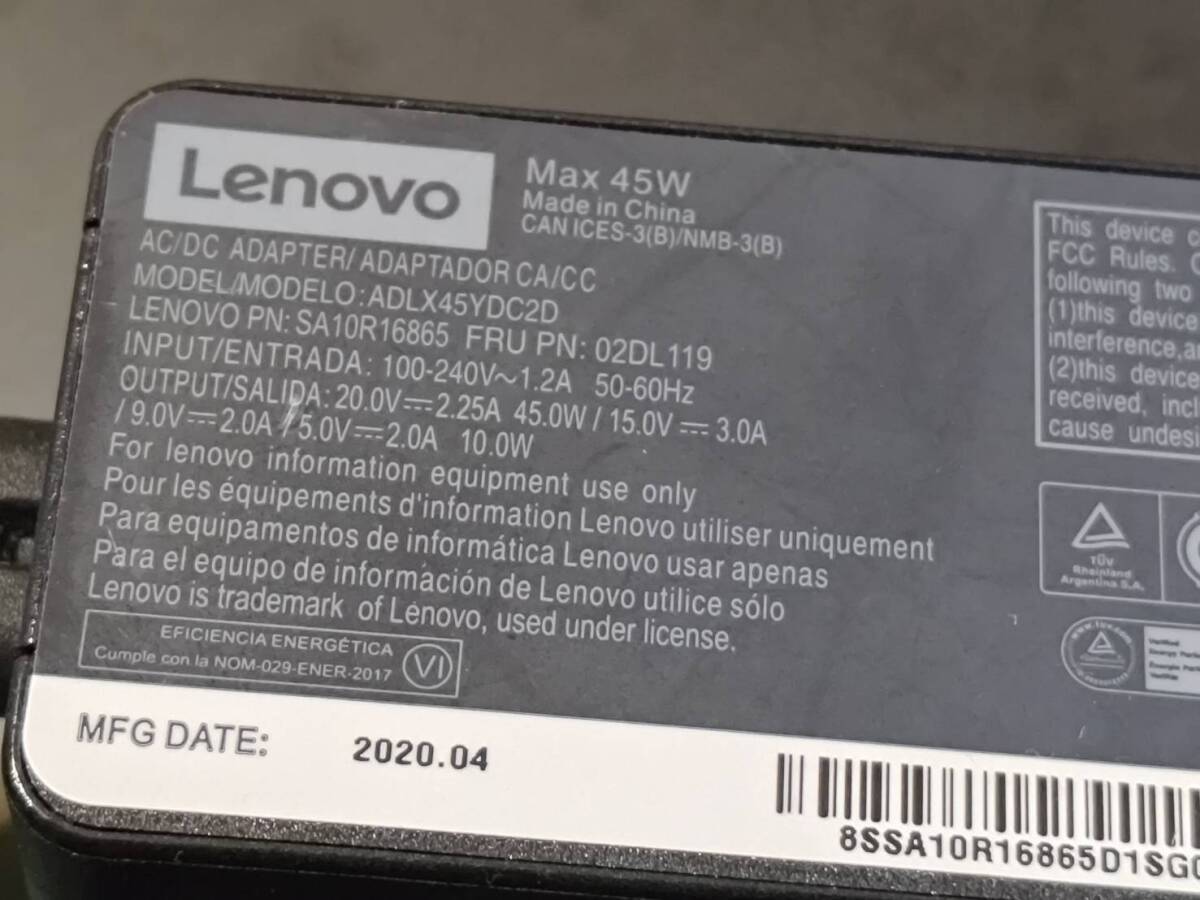 Lenovo
Max 45W
Made in China
CAN ICES-3(B)/NMB-3(B)
AC/DC ADAPTER/ ADAPTADOR CA/CC
MODEL/MODELO:ADLX45YDC2D
LENOVO PN: SA10R16865 FRU PN: 02DL119
INPUT/ENTRADA: 100-240V~1.2A 50-60Hz
OUTPUT/SALIDA: 20.0V⎓2.25A 45.0W / 15.0V⎓3.0A
/ 9.0V⎓2.0A / 5.0V⎓2.0A 10.0W
For lenovo information equipment use only
Pour les équipements d'information Lenovo utiliser uniquement
Para equipamentos de informática Lenovo usar apenas
Para el equipo de informácion de Lenovo utilice sólo
Lenovo is trademark of Lenovo, used under license.
EFICIENCIA ENERGÉTICA
Cumple con la NOM-029-ENER-2017
VI
This device
FCC Rules.
following two
(1)this device
interference,
(2)this device
received,
cause
TÜV
Rheinland
Argentina S.A.
www.tuv.com
MFG DATE: 2020.04
8SSA10R16865D1SG